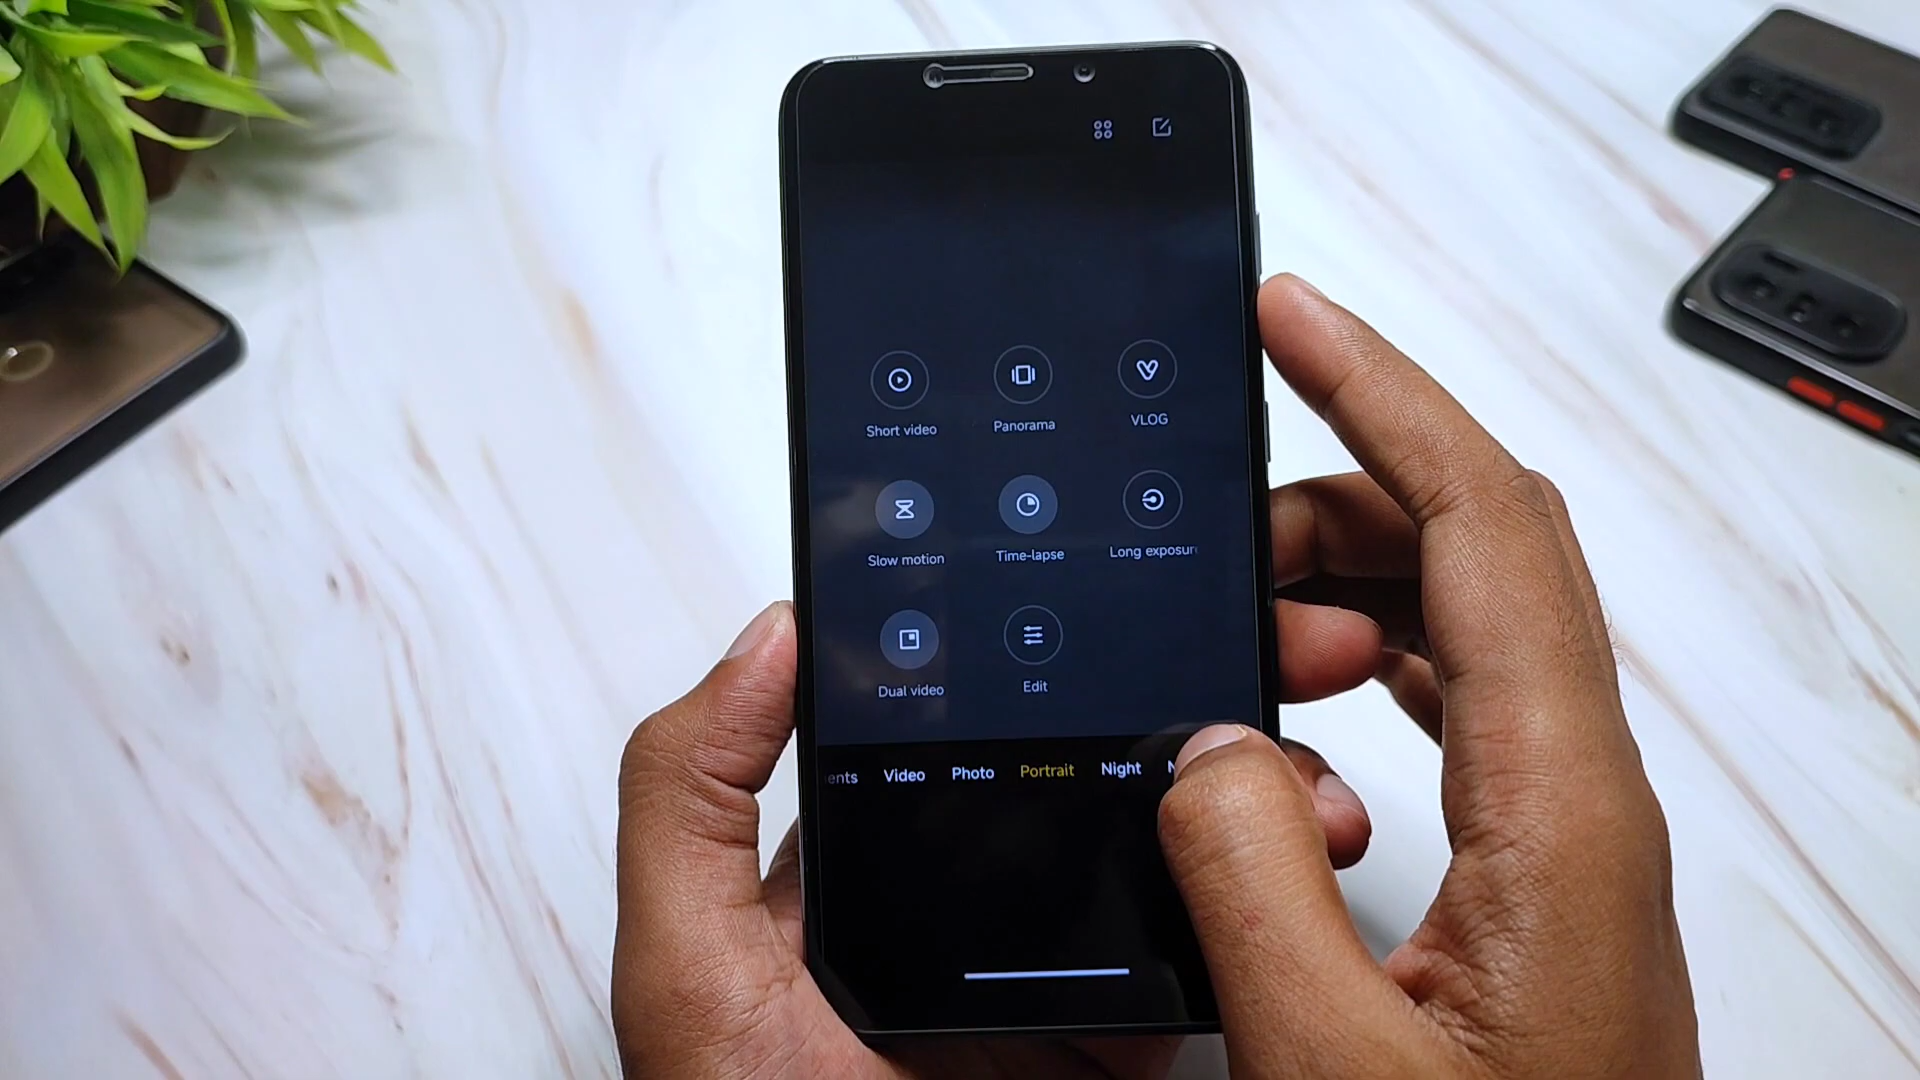 Short video
Panorama
VLOG
Slow motion
Time-lapse
Long exposur
Dual video
Edit
ents Video Photo Portrait Night